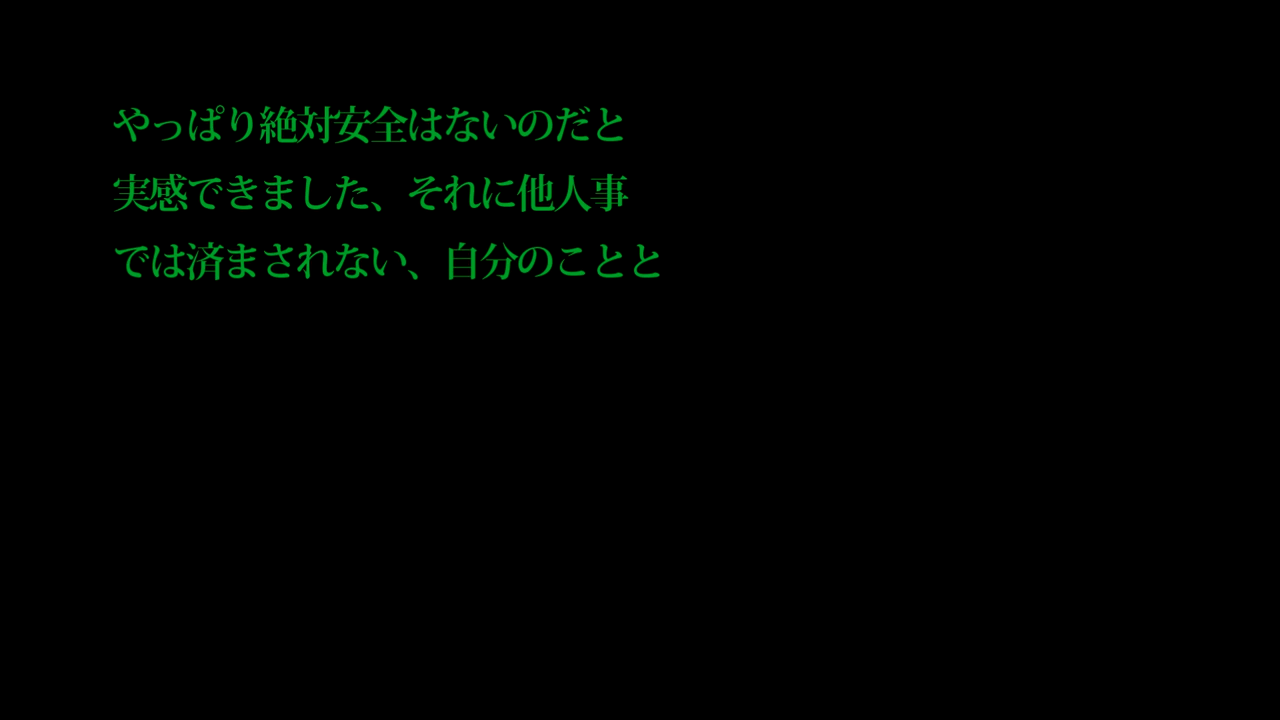 やっぱり絶対安全はないのだと
実感できました、それに他人事
では済まされない、自分のことと